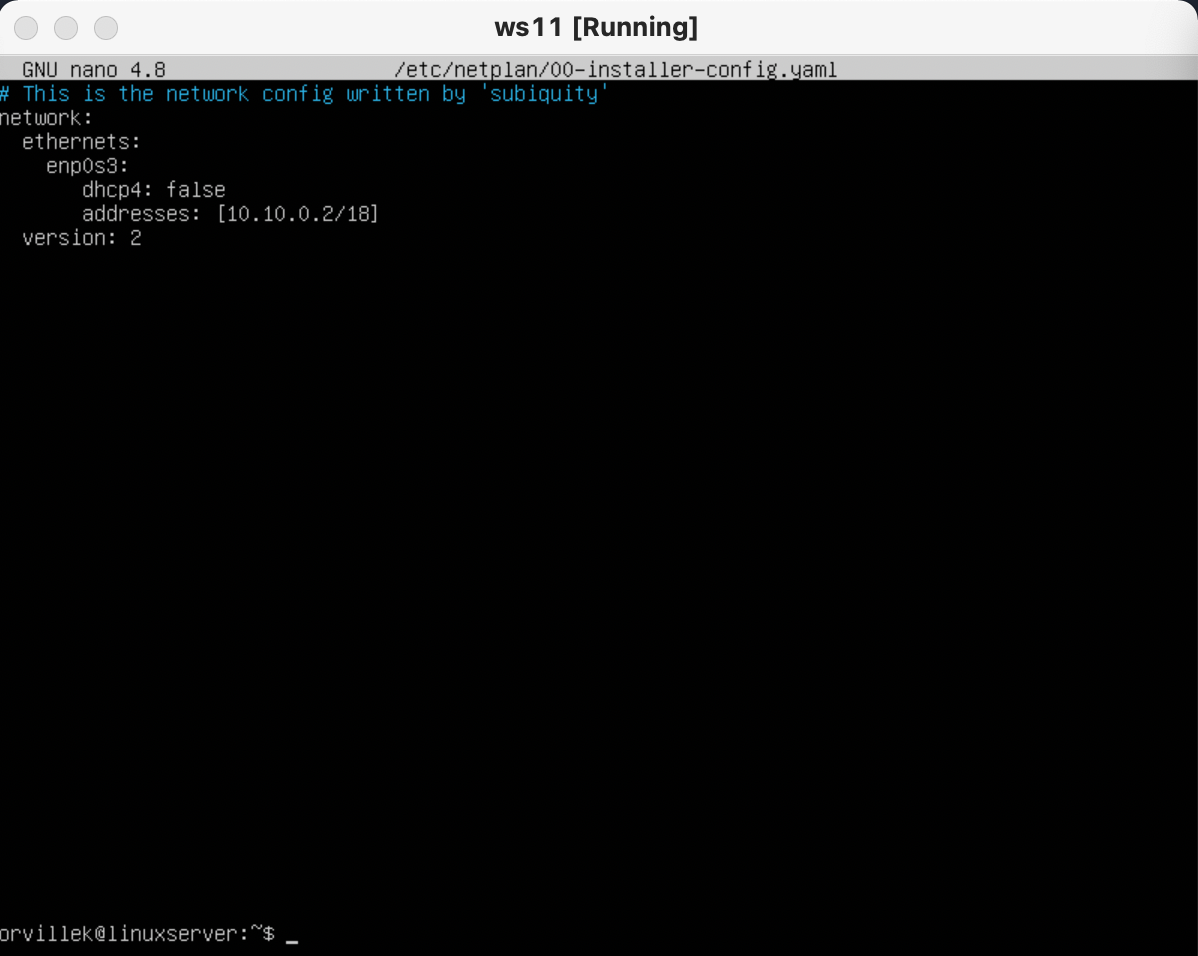 ws11 [Running]
GNU nano 4.8 /etc/netplan/00-installer-config.yaml
# This is the network config written by 'subiquity'
network:
  ethernets:
    enp0s3:
       dhcp4: false
       addresses: [10.10.0.2/18]
  version: 2
orvillek@linuxserver:~$ _